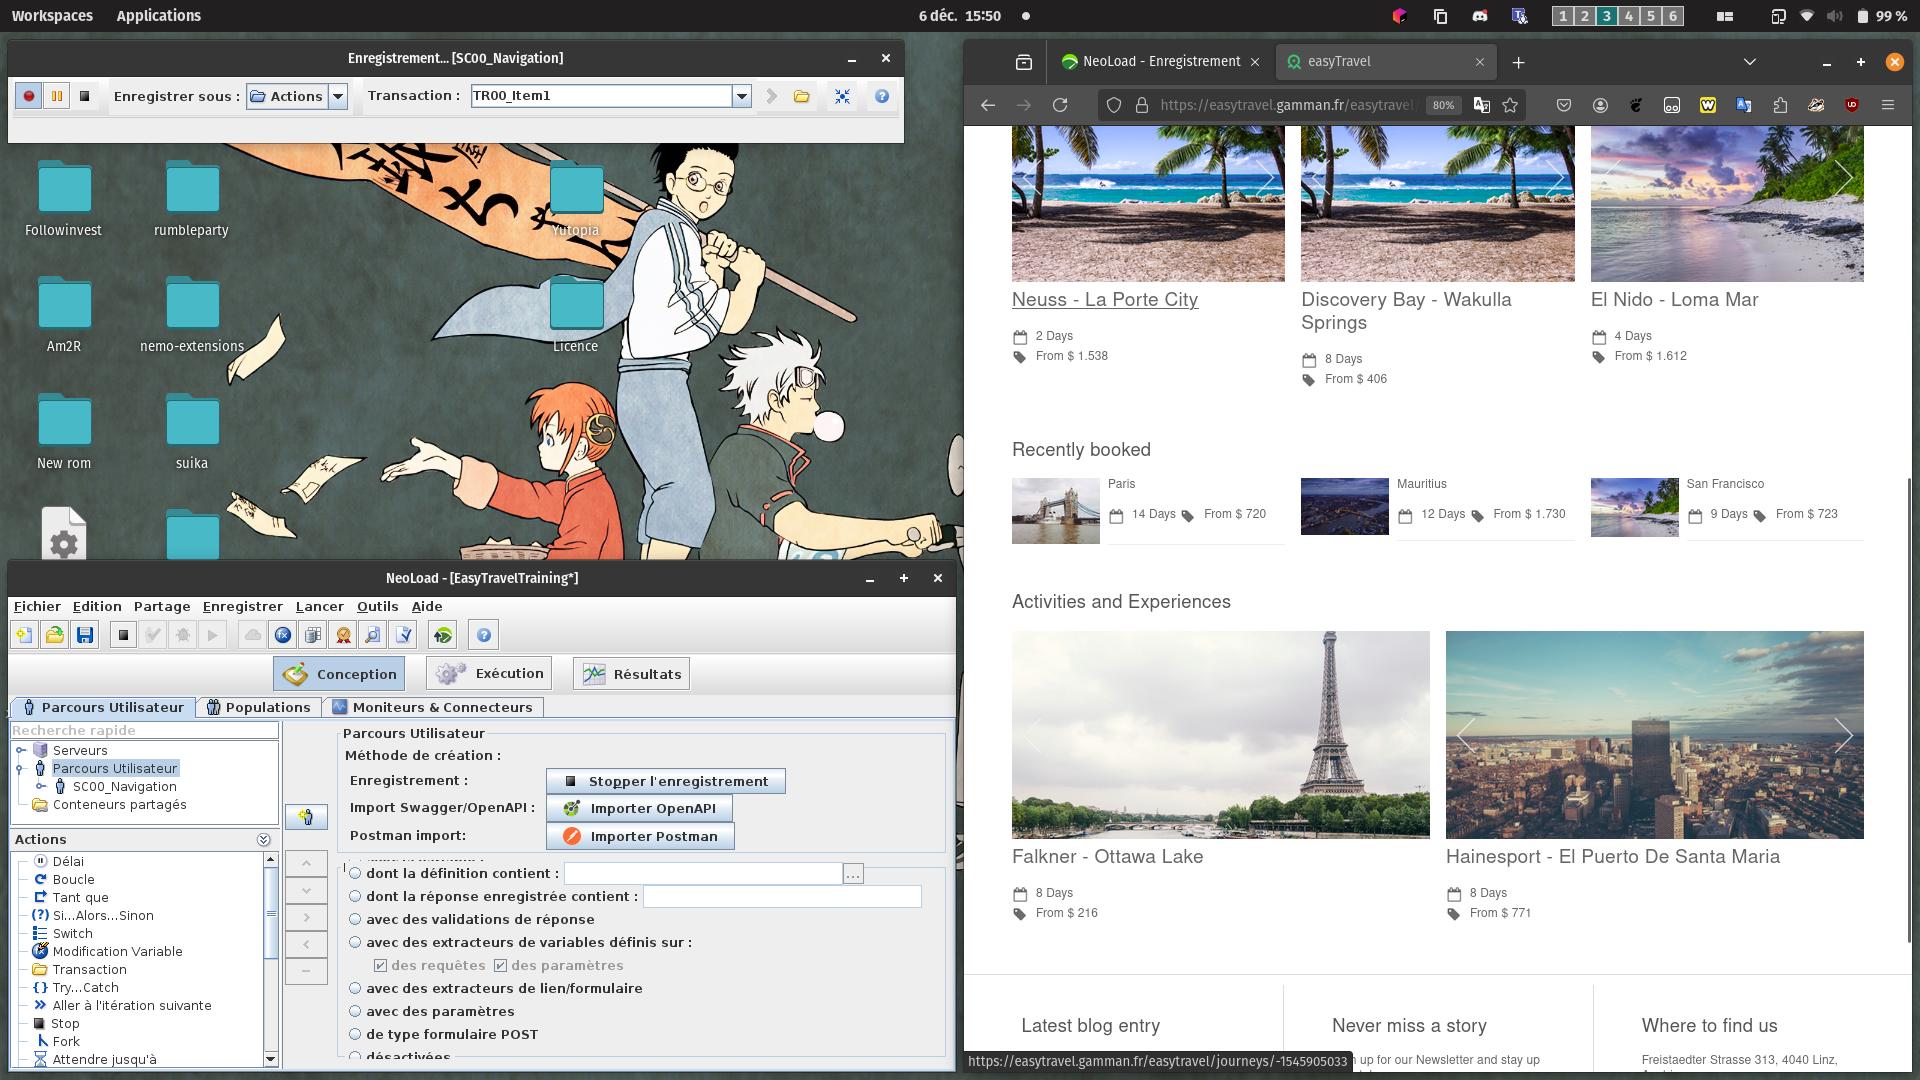 Workspaces
Applications
6 déc. 15:50
1 2 3 4 5 6
99 %
Enregistrement... [SC00_Navigation]
Enregistrer sous :
Actions
Transaction :
TR00_Item1
Followinvest
rumbleparty
Yutopia
Am2R
nemo-extensions
Licence
New rom
suika
NeoLoad - [EasyTravelTraining*]
Fichier Edition Partage Enregistrer Lancer Outils Aide
Conception
Exécution
Résultats
Parcours Utilisateur
Populations
Moniteurs & Connecteurs
Recherche rapide
Serveurs
Parcours Utilisateur
SC00_Navigation
Conteneurs partagés
Actions
Délai
Boucle
Tant que
Si...Alors...Sinon
Switch
Modification Variable
Transaction
Try...Catch
Aller à l'itération suivante
Stop
Fork
Attendre jusqu'à
Parcours Utilisateur
Méthode de création :
Enregistrement :
Stopper l'enregistrement
Import Swagger/OpenAPI :
Importer OpenAPI
Postman import:
Importer Postman
dont la définition contient :
...
dont la réponse enregistrée contient :
avec des validations de réponse
avec des extracteurs de variables définis sur :
des requêtes
des paramètres
avec des extracteurs de lien/formulaire
avec des paramètres
de type formulaire POST
désactivées
NeoLoad - Enregistrement
easyTravel
https://easytravel.gamman.fr/easytravel
80%
Neuss - La Porte City
2 Days
From $ 1.538
Discovery Bay - Wakulla
Springs
8 Days
From $ 406
El Nido - Loma Mar
4 Days
From $ 1.612
Recently booked
Paris
14 Days
From $ 720
Mauritius
12 Days
From $ 1.730
San Francisco
9 Days
From $ 723
Activities and Experiences
Falkner - Ottawa Lake
8 Days
From $ 216
Hainesport - El Puerto De Santa Maria
8 Days
From $ 771
Latest blog entry
Never miss a story
up for our Newsletter and stay up
Where to find us
Freistaedter Strasse 313, 4040 Linz,
https://easytravel.gamman.fr/easytravel/journeys/-1545905033